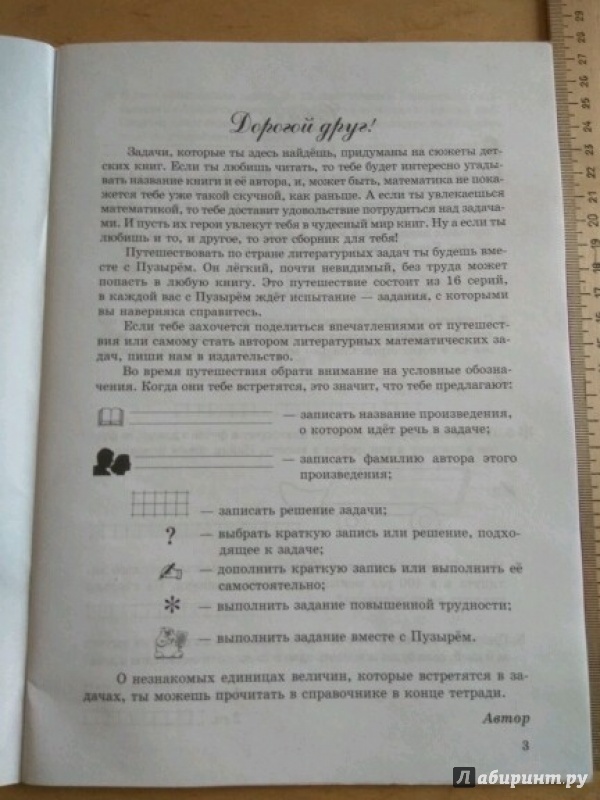 Дорогой друг!
Задачи, которые ты здесь найдёшь, придуманы на сюжеты дет-
ских книг. Если ты любишь читать, то тебе будет интересно угады-
вать название книги и её автора, и, может быть, математика не пока-
жется тебе уже такой скучной, как раньше. А если ты увлекаешься
математикой, то тебе доставит удовольствие потрудиться над задача-
ми. И пусть их герои увлекут тебя в чудесный мир книг. Ну а если ты
любишь и то, и другое, то этот сборник для тебя!
Путешествовать по стране литературных задач ты будешь вме-
сте с Пузырём. Он лёгкий, почти невидимый, без труда может
попасть в любую книгу. Это путешествие состоит из 16 серий,
в каждой вас с Пузырём ждёт испытание — задания, с которыми
вы наверняка справитесь.
Если тебе захочется поделиться впечатлениями от путешест-
вия или самому стать автором литературных математических за-
дач, пиши нам в издательство.
Во время путешествия обрати внимание на условные обозна-
чения. Когда они тебе встретятся, это значит, что тебе предлагают:
— записать название произведения,
о котором идёт речь в задаче;
— записать фамилию автора этого
произведения;
— записать решение задачи;
? — выбрать краткую запись или решение, подхо-
дящее к задаче;
— дополнить краткую запись или выполнить её
самостоятельно;
* — выполнить задание повышенной трудности;
— выполнить задание вместе с Пузырём.
О незнакомых единицах величин, которые встретятся в за-
дачах, ты можешь прочитать в справочнике в конце тетради.
Автор
3
Лабиринт.ру